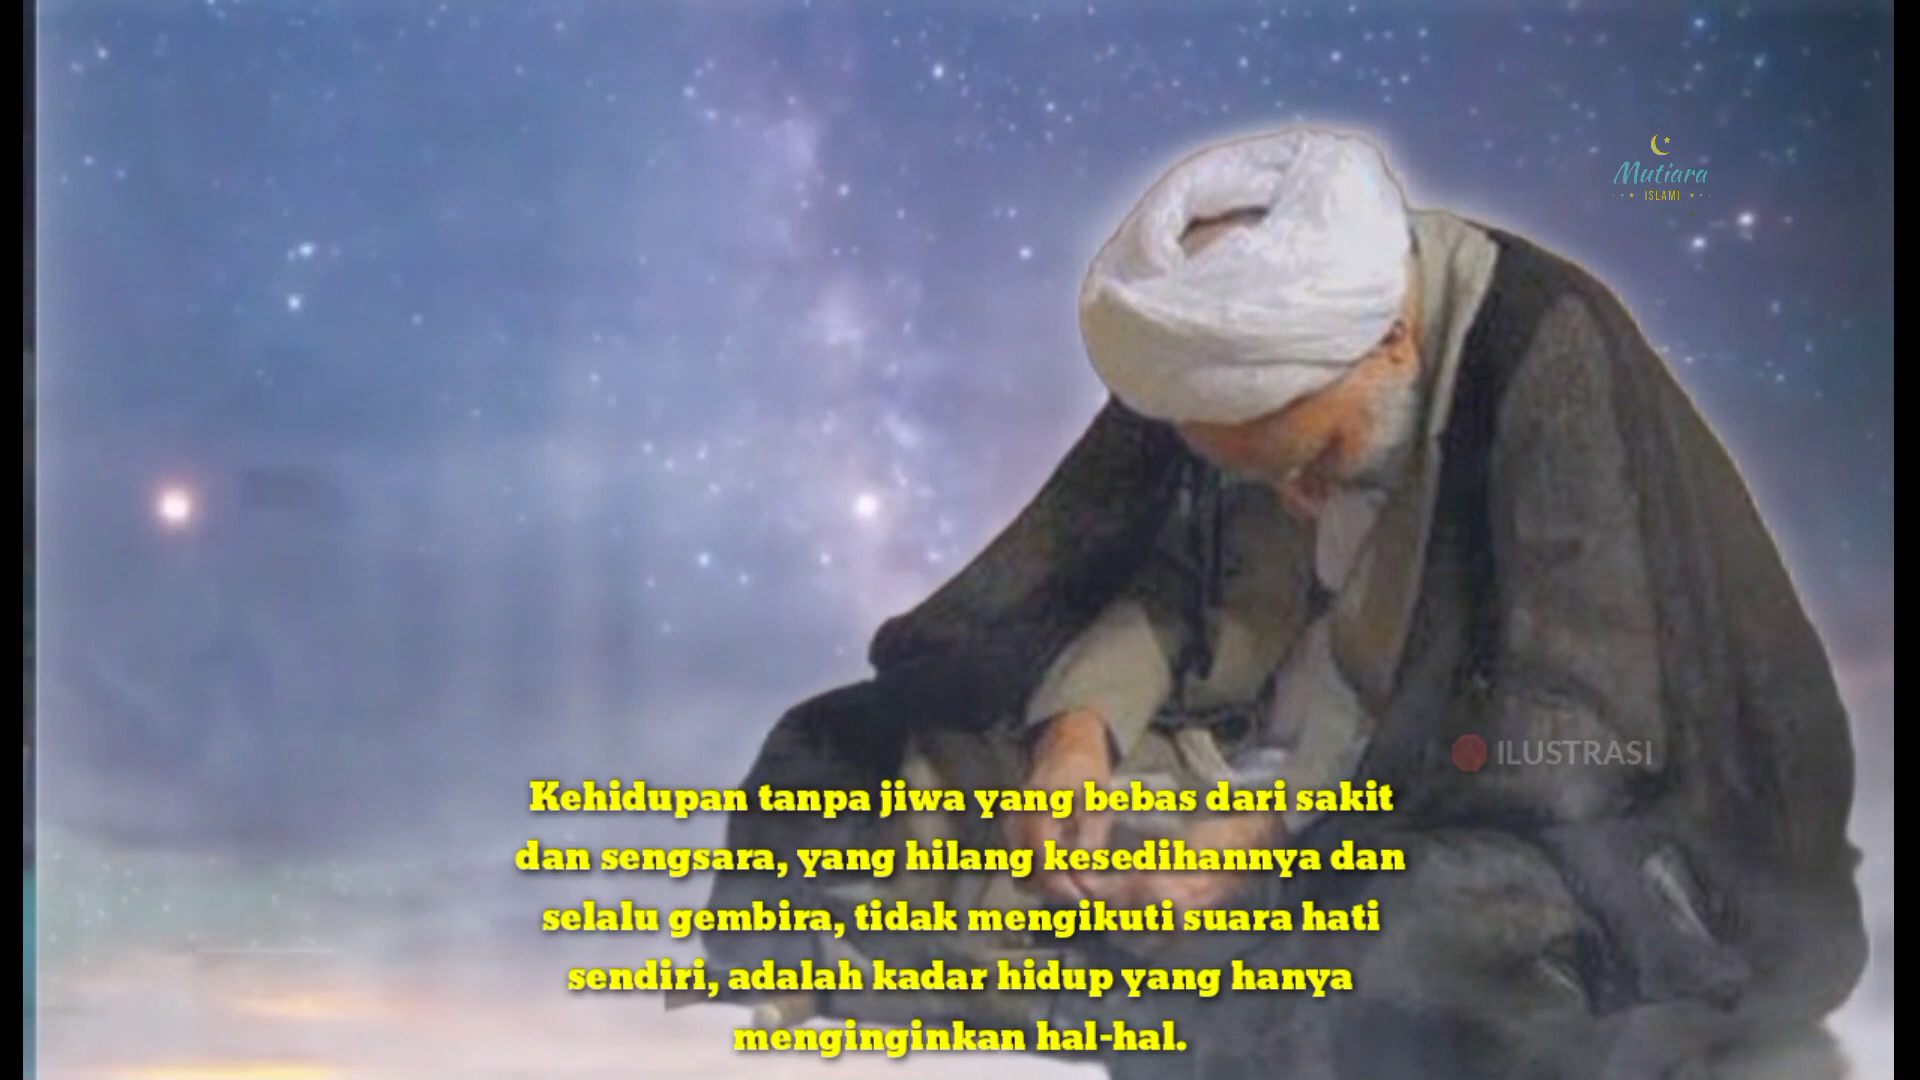 Mutiara
ISLAMI
ILUSTRASI
Kehidupan tanpa jiwa yang bebas dari sakit
dan sengsara, yang hilang kesedihannya dan
selalu gembira, tidak mengikuti suara hati
sendiri, adalah kadar hidup yang hanya
menginginkan hal-hal.